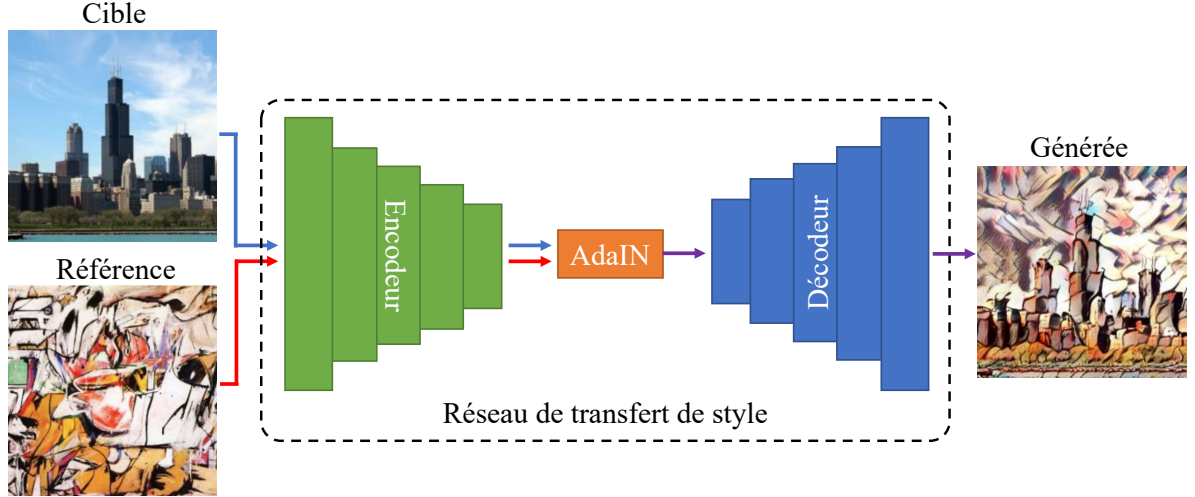 Cible
Référence
Encodeur
AdaIN
Décodeur
Générée
Réseau de transfert de style